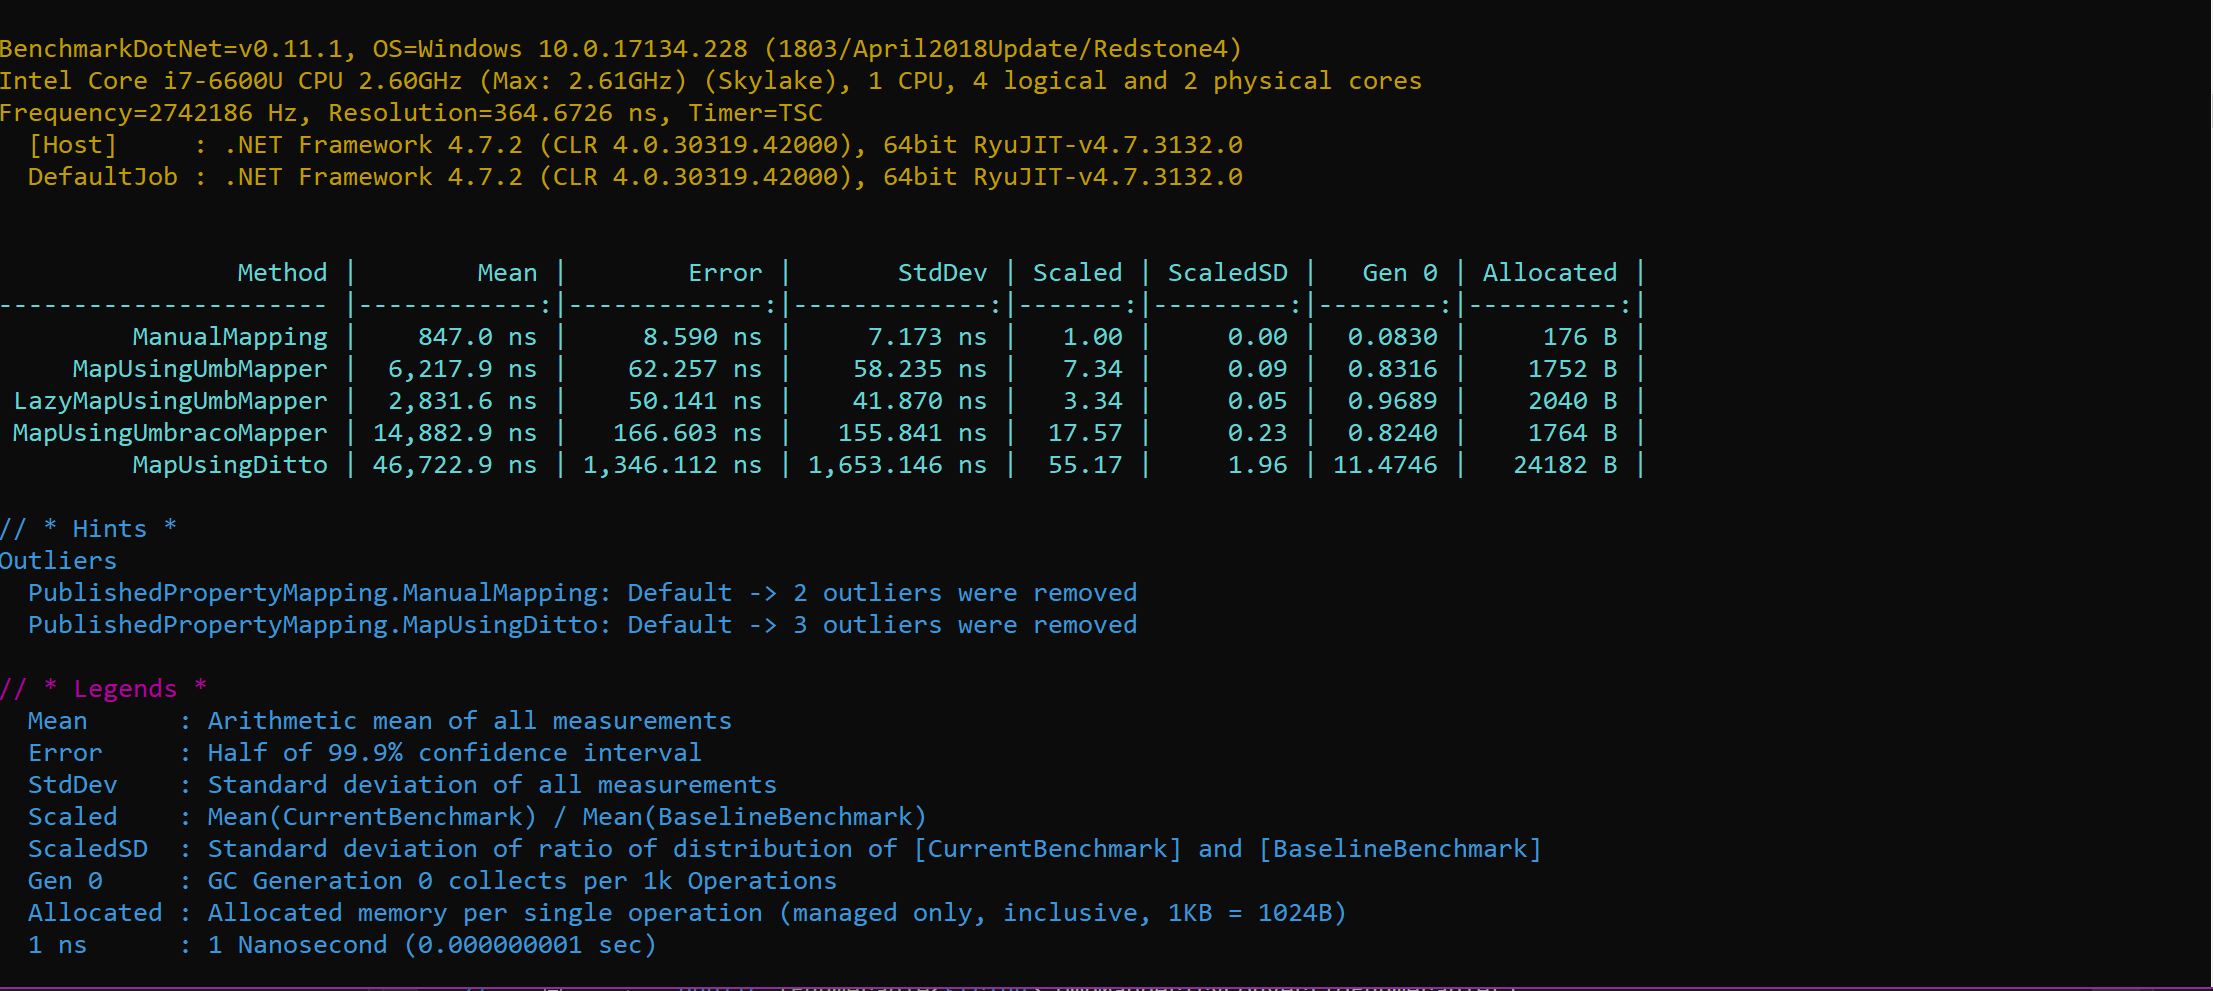 BenchmarkDotNet=v0.11.1, OS=Windows 10.0.17134.228 (1803/April2018Update/Redstone4)
Intel Core i7-6600U CPU 2.60GHz (Max: 2.61GHz) (Skylake), 1 CPU, 4 logical and 2 physical cores
Frequency=2742186 Hz, Resolution=364.6726 ns, Timer=TSC
  [Host]     : .NET Framework 4.7.2 (CLR 4.0.30319.42000), 64bit RyuJIT-v4.7.3132.0
  DefaultJob : .NET Framework 4.7.2 (CLR 4.0.30319.42000), 64bit RyuJIT-v4.7.3132.0
                Method |        Mean |        Error |       StdDev | Scaled | ScaledSD |   Gen 0 | Allocated |
---------------------- |------------:|-------------:|-------------:|-------:|---------:|--------:|----------:|
         ManualMapping |    847.0 ns |     8.590 ns |     7.173 ns |   1.00 |     0.00 |  0.0830 |     176 B |
     MapUsingUmbMapper |  6,217.9 ns |    62.257 ns |    58.235 ns |   7.34 |     0.09 |  0.8316 |    1752 B |
 LazyMapUsingUmbMapper |  2,831.6 ns |    50.141 ns |    41.870 ns |   3.34 |     0.05 |  0.9689 |    2040 B |
 MapUsingUmbracoMapper | 14,882.9 ns |   166.603 ns |   155.841 ns |  17.57 |     0.23 |  0.8240 |    1764 B |
         MapUsingDitto | 46,722.9 ns | 1,346.112 ns | 1,653.146 ns |  55.17 |     1.96 | 11.4746 |   24182 B |
// * Hints *
Outliers
  PublishedPropertyMapping.ManualMapping: Default -> 2 outliers were removed
  PublishedPropertyMapping.MapUsingDitto: Default -> 3 outliers were removed
// * Legends *
  Mean      : Arithmetic mean of all measurements
  Error     : Half of 99.9% confidence interval
  StdDev    : Standard deviation of all measurements
  Scaled    : Mean(CurrentBenchmark) / Mean(BaselineBenchmark)
  ScaledSD  : Standard deviation of ratio of distribution of [CurrentBenchmark] and [BaselineBenchmark]
  Gen 0     : GC Generation 0 collects per 1k Operations
  Allocated : Allocated memory per single operation (managed only, inclusive, 1KB = 1024B)
  1 ns      : 1 Nanosecond (0.000000001 sec)